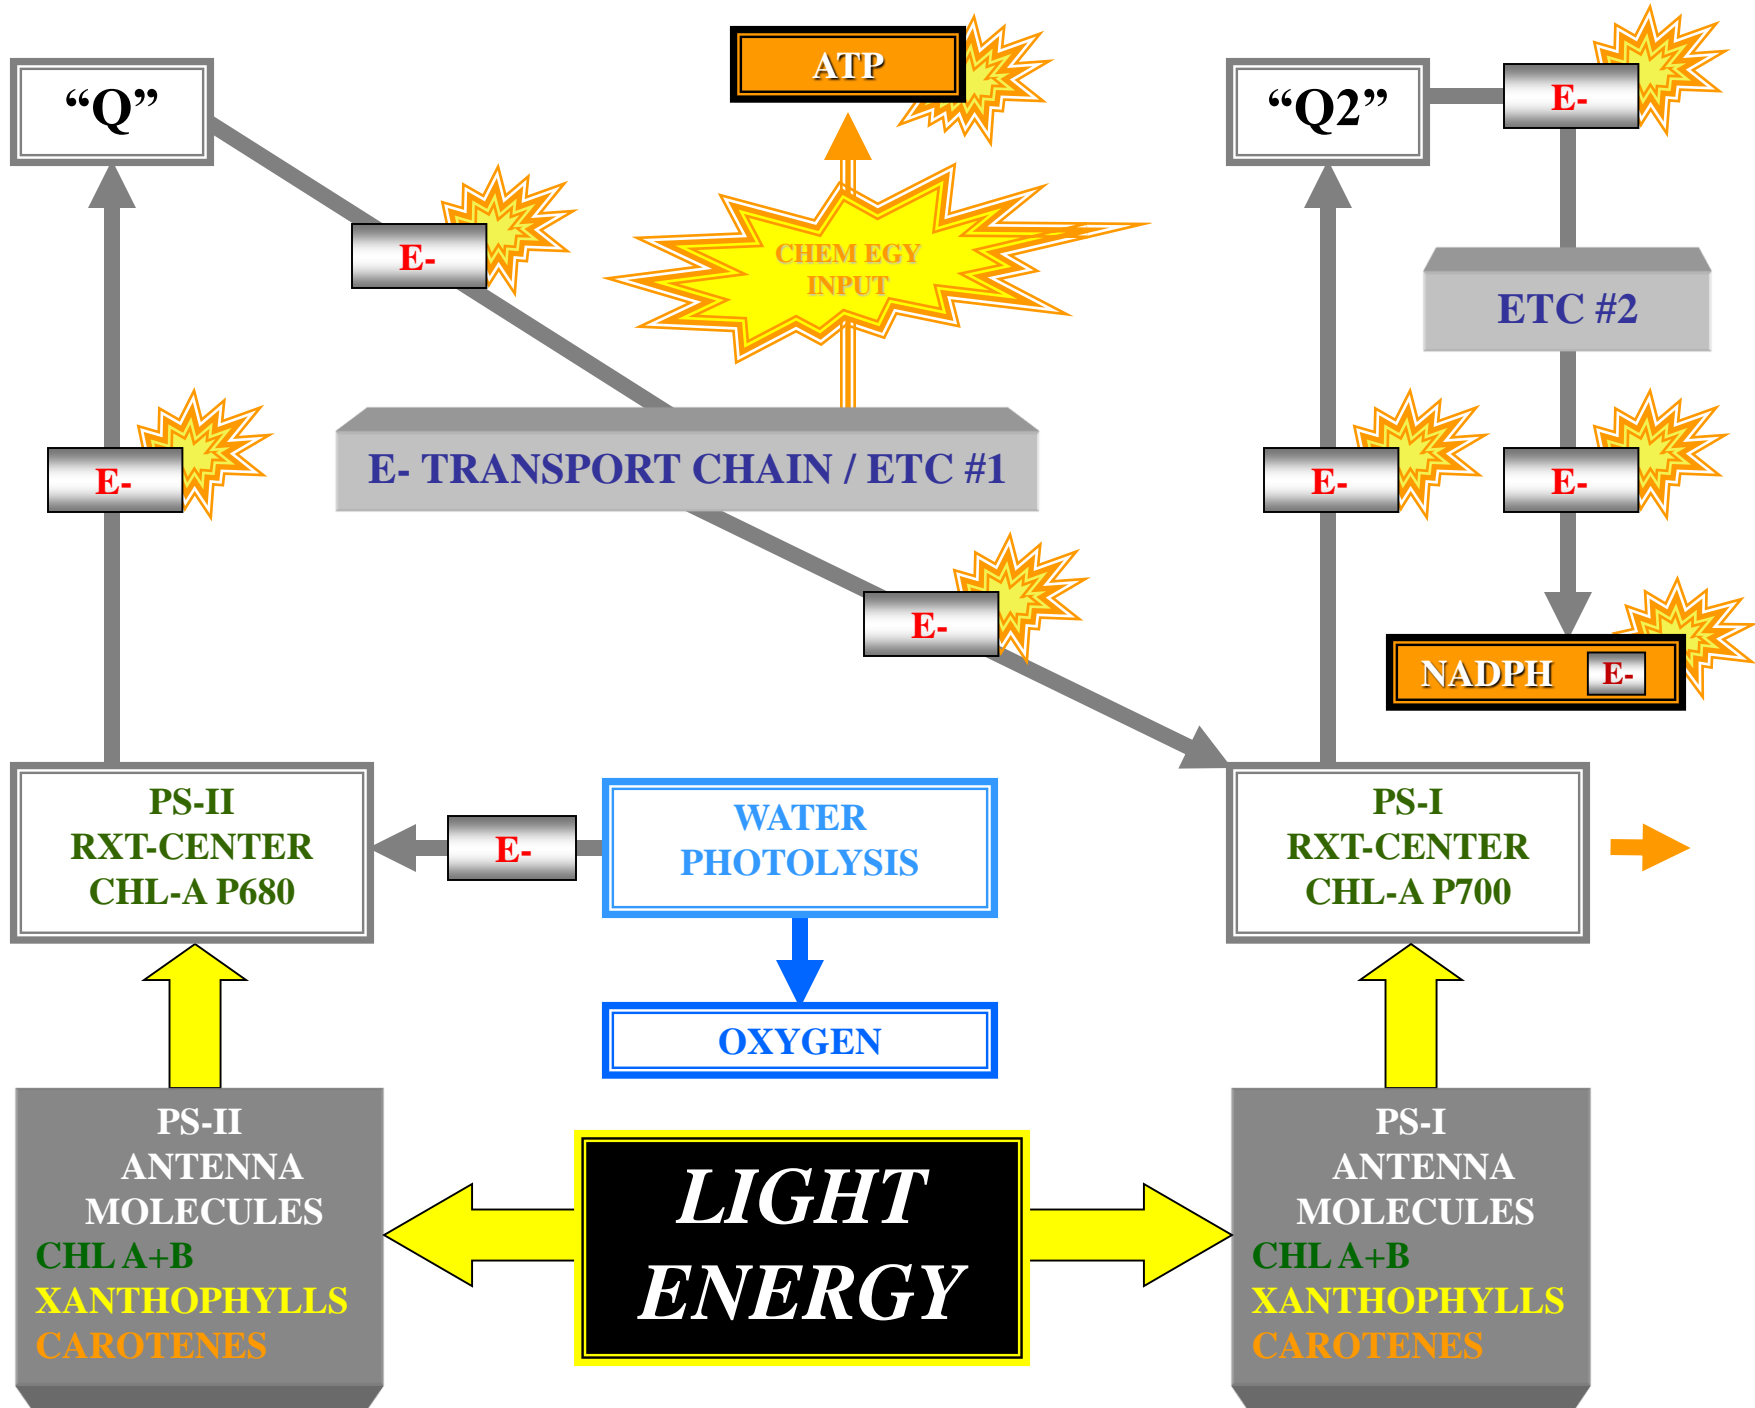 ATP
“Q”
E-
“Q2”
E-
CHEM EGY
INPUT
ETC #2
E-
E- TRANSPORT CHAIN / ETC #1
E-
E-
E-
NADPH E-
PS-II
RXT-CENTER
CHL-A P680
E-
WATER
PHOTOLYSIS
PS-I
RXT-CENTER
CHL-A P700
OXYGEN
PS-II
ANTENNA
MOLECULES
CHL A+B
XANTHOPHYLLS
CAROTENES
LIGHT
ENERGY
PS-I
ANTENNA
MOLECULES
CHL A+B
XANTHOPHYLLS
CAROTENES